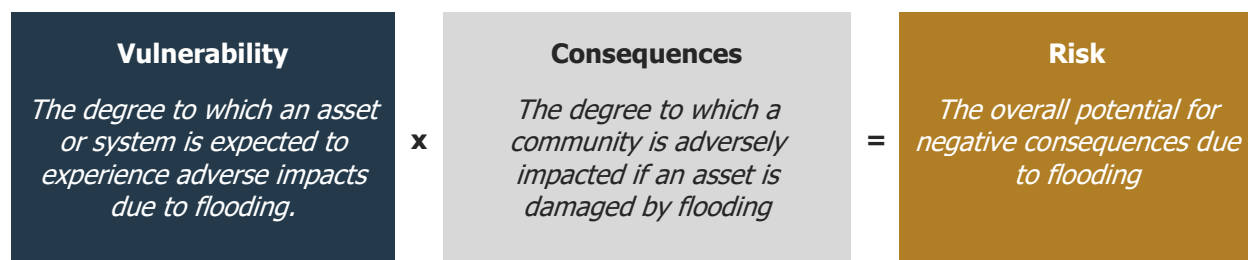 Vulnerability
The degree to which an asset
or system is expected to
experience adverse impacts
due to flooding.
x
Consequences
The degree to which a
community is adversely
impacted if an asset is
damaged by flooding
=
Risk
The overall potential for
negative consequences due
to flooding